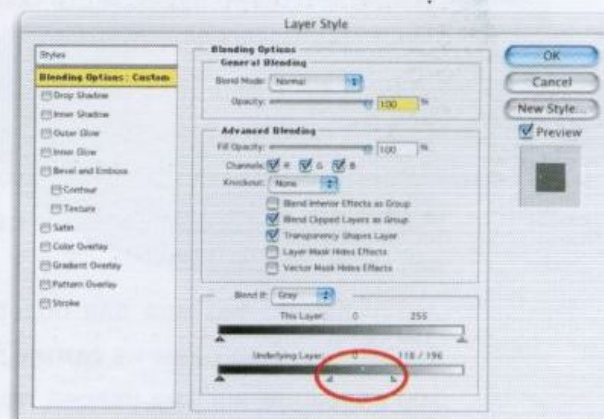 Layer Style
Styles
Blending Options: Custom
Drop Shadow
Inner Shadow
Outer Glow
Inner Glow
Bevel and Emboss
Contour
Texture
Satin
Color Overlay
Gradient Overlay
Pattern Overlay
Stroke
Blending Options
General Blending
Blend Mode: Normal
Opacity: 100 %
Advanced Blending
Fill Opacity: 100 %
Channels: R G B
Knockout: None
Blend Interior Effects as Group
Blend Clipped Layers as Group
Transparency Shapes Layer
Layer Mask Hides Effects
Vector Mask Hides Effects
Blend If: Gray
This Layer: 0 255
Underlying Layer: 0 118 / 196
OK
Cancel
New Style...
Preview